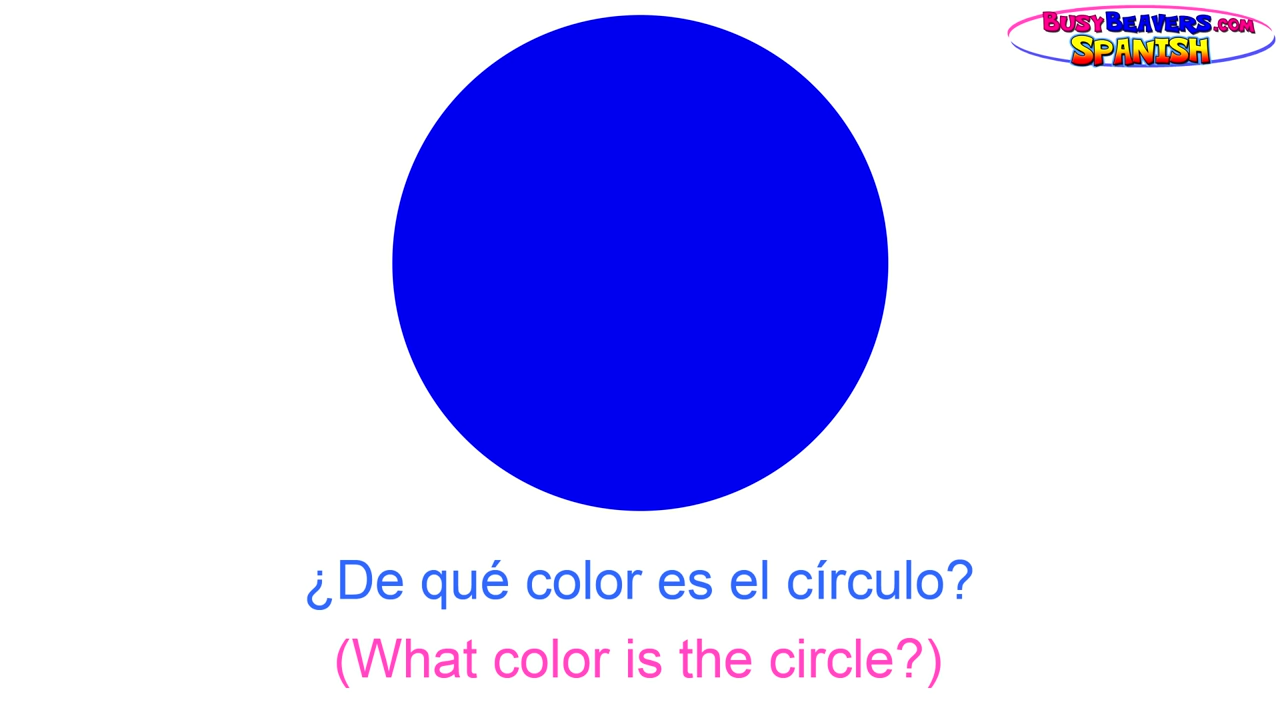 BUSYBEAVERS.COM
SPANISH
¿De qué color es el círculo?
(What color is the circle?)